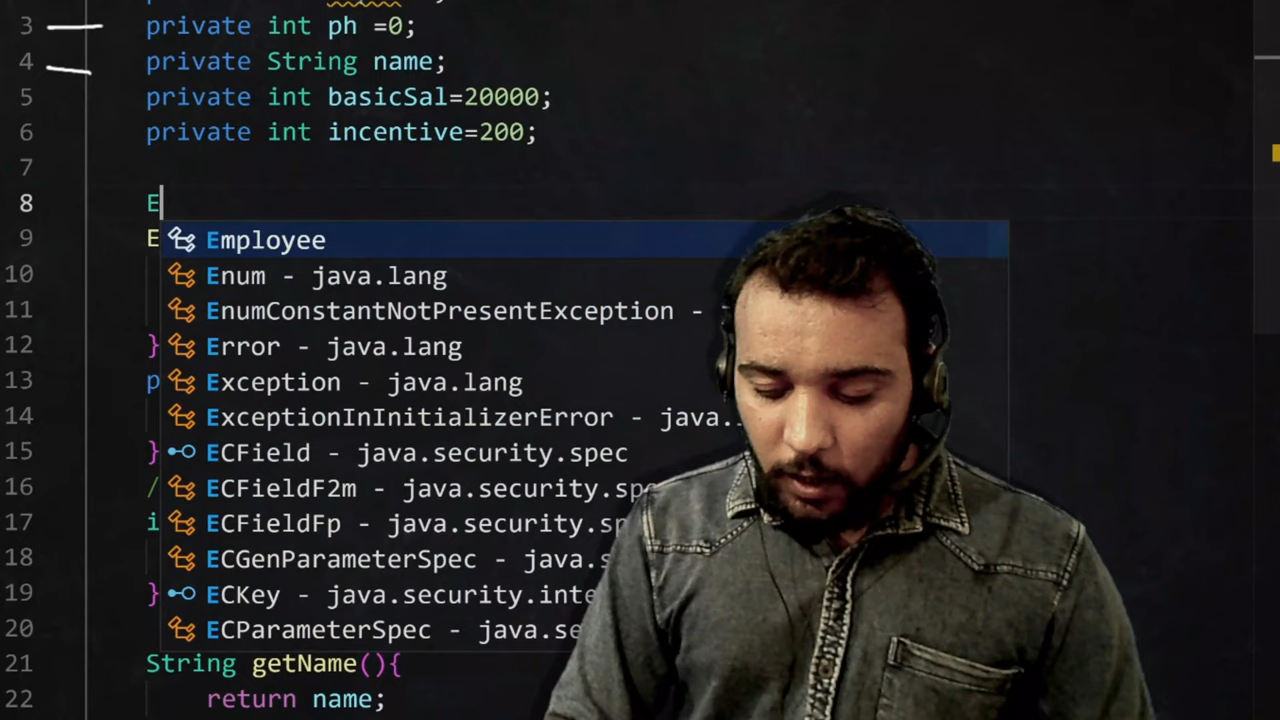 3 private int ph =0;
4 private String name;
5 private int basicSal=20000;
6 private int incentive=200;
7
8 E
9 E Employee
10 Enum - java.lang
11 EnumConstantNotPresentException -
12 } Error - java.lang
13 p Exception - java.lang
14 ExceptionInInitializerError - java.
15 } ECField - java.security.spec
16 / ECFieldF2m - java.security.spe
17 i ECFieldFp - java.security.sp
18 ECGenParameterSpec - java.s
19 } ECKey - java.security.inte
20 ECParameterSpec - java.se
21 String getName(){
22 return name;